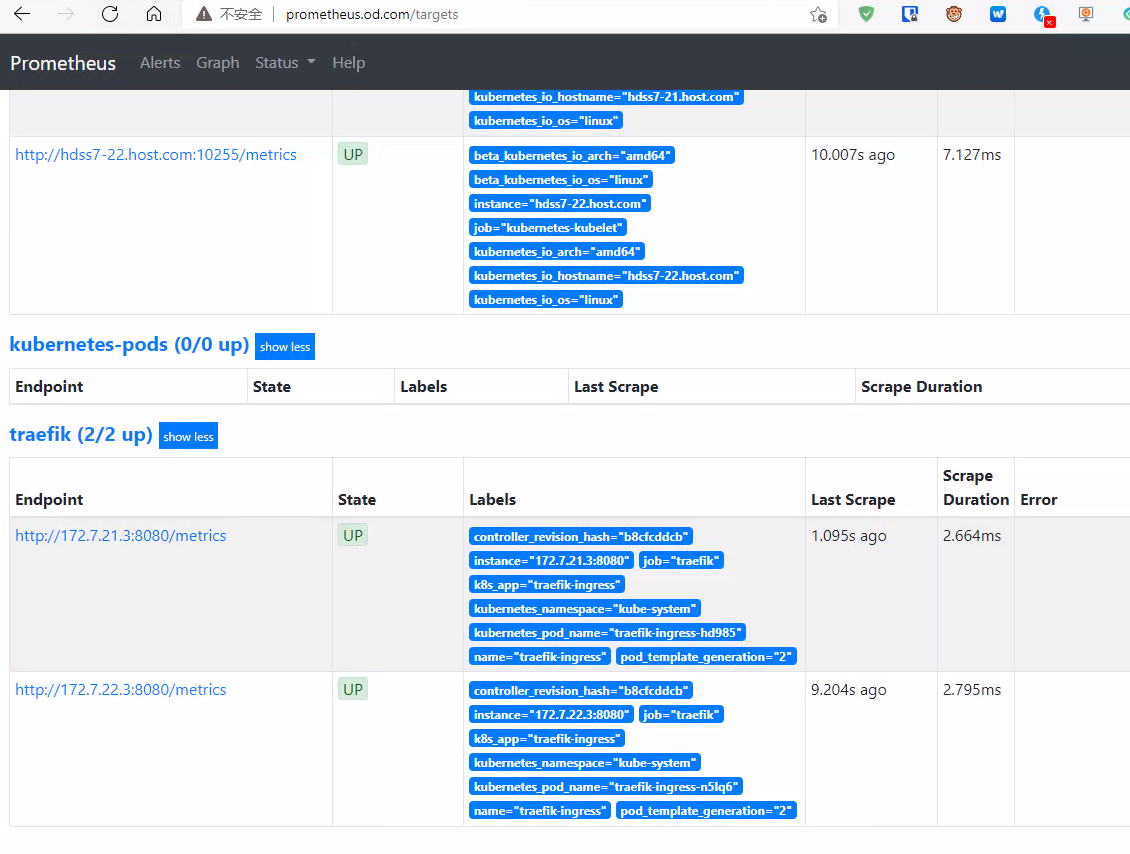 不安全 prometheus.od.com/targets
Prometheus Alerts Graph Status Help
kubernetes_io_hostname="hdss7-21.host.com"
kubernetes_io_os="linux"
http://hdss7-22.host.com:10255/metrics UP beta_kubernetes_io_arch="amd64" 10.007s ago 7.127ms
beta_kubernetes_io_os="linux"
instance="hdss7-22.host.com"
job="kubernetes-kubelet"
kubernetes_io_arch="amd64"
kubernetes_io_hostname="hdss7-22.host.com"
kubernetes_io_os="linux"
kubernetes-pods (0/0 up) show less
Endpoint State Labels Last Scrape Scrape Duration
traefik (2/2 up) show less
Scrape
Endpoint State Labels Last Scrape Duration Error
http://172.7.21.3:8080/metrics UP controller_revision_hash="b8cfcddcb" 1.095s ago 2.664ms
instance="172.7.21.3:8080" job="traefik"
k8s_app="traefik-ingress"
kubernetes_namespace="kube-system"
kubernetes_pod_name="traefik-ingress-hd985"
name="traefik-ingress" pod_template_generation="2"
http://172.7.22.3:8080/metrics UP controller_revision_hash="b8cfcddcb" 9.204s ago 2.795ms
instance="172.7.22.3:8080" job="traefik"
k8s_app="traefik-ingress"
kubernetes_namespace="kube-system"
kubernetes_pod_name="traefik-ingress-n5lq6"
name="traefik-ingress" pod_template_generation="2"